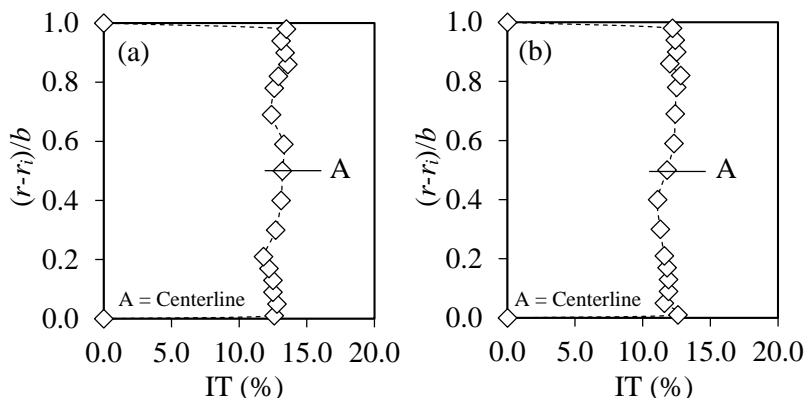 (a)
1.0
0.8
0.6
0.4
0.2
0.0
(r-ri)/b
A
A = Centerline
0.0 5.0 10.0 15.0 20.0
IT (%)
(b)
1.0
0.8
0.6
0.4
0.2
0.0
(r-ri)/b
A
A = Centerline
0.0 5.0 10.0 15.0 20.0
IT (%)